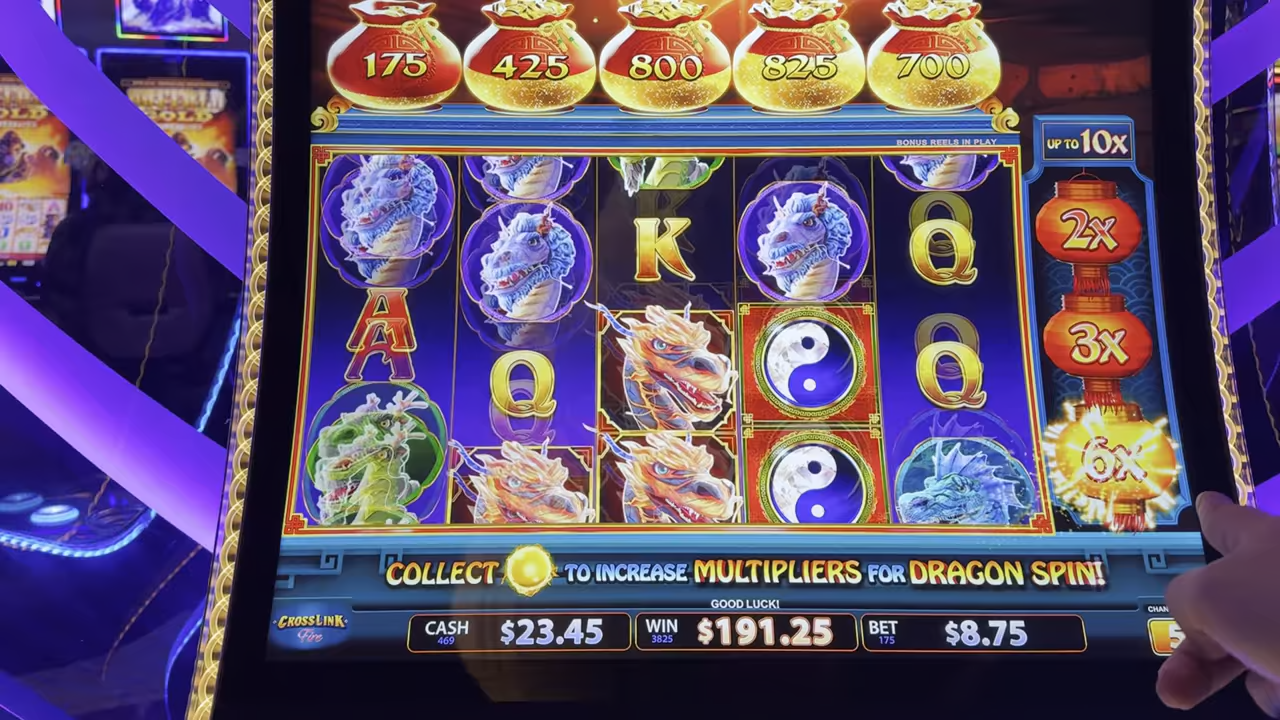 175 425 800 825 700
BONUS REELS IN PLAY
UP TO 10X
2X
K
Q
3X
A
Q
Q
6X
COLLECT TO INCREASE MULTIPLIERS FOR DRAGON SPIN!
GOOD LUCK!
CROSSLINK
Fire
CASH
469
$23.45
WIN
3825
$191.25
BET
175
$8.75
5